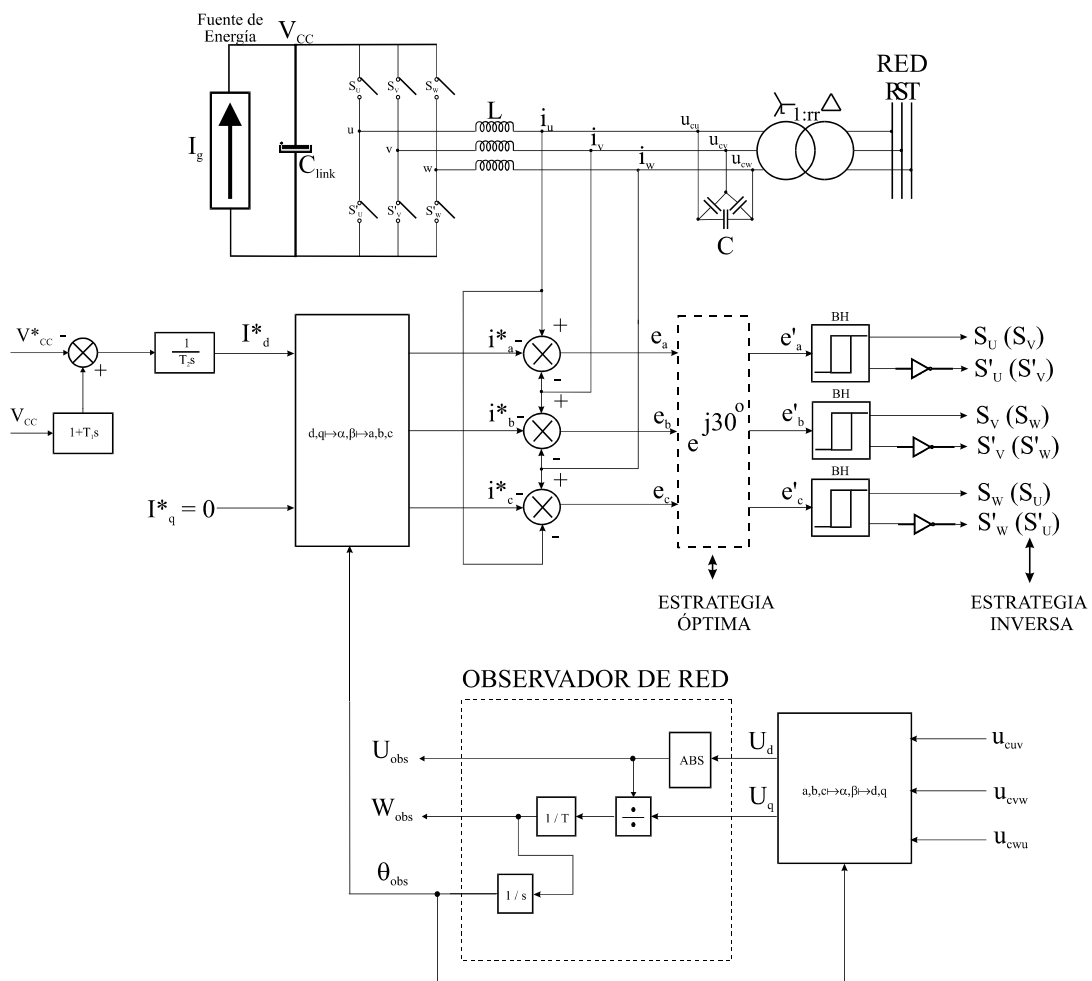 Fuente de
Energía
V_CC
I_g
C_link
S_U
S_V
S_W
u
v
w
S'_U
S'_V
S'_W
L
i_u
i_v
i_w
u_cu
u_cv
u_cw
C
1:rr
RED
RST
V*_CC
-
+
V_CC
1+T_1s
1
T_2s
I*_d
I*_q = 0
d,q↦α,β↦a,b,c
i*_a
-
+
-
i*_b
-
+
-
i*_c
-
+
-
e_a
e_b
e_c
e^j30°
e'_a
e'_b
e'_c
BH
BH
BH
S_U (S_V)
S'_U (S'_V)
S_V (S_W)
S'_V (S'_W)
S_W (S_U)
S'_W (S'_U)
ESTRATEGIA
ÓPTIMA
ESTRATEGIA
INVERSA
OBSERVADOR DE RED
U_obs
W_obs
θ_obs
ABS
÷
1 / T
1 / s
U_d
U_q
a,b,c↦α,β↦d,q
u_cuv
u_cvw
u_cwu